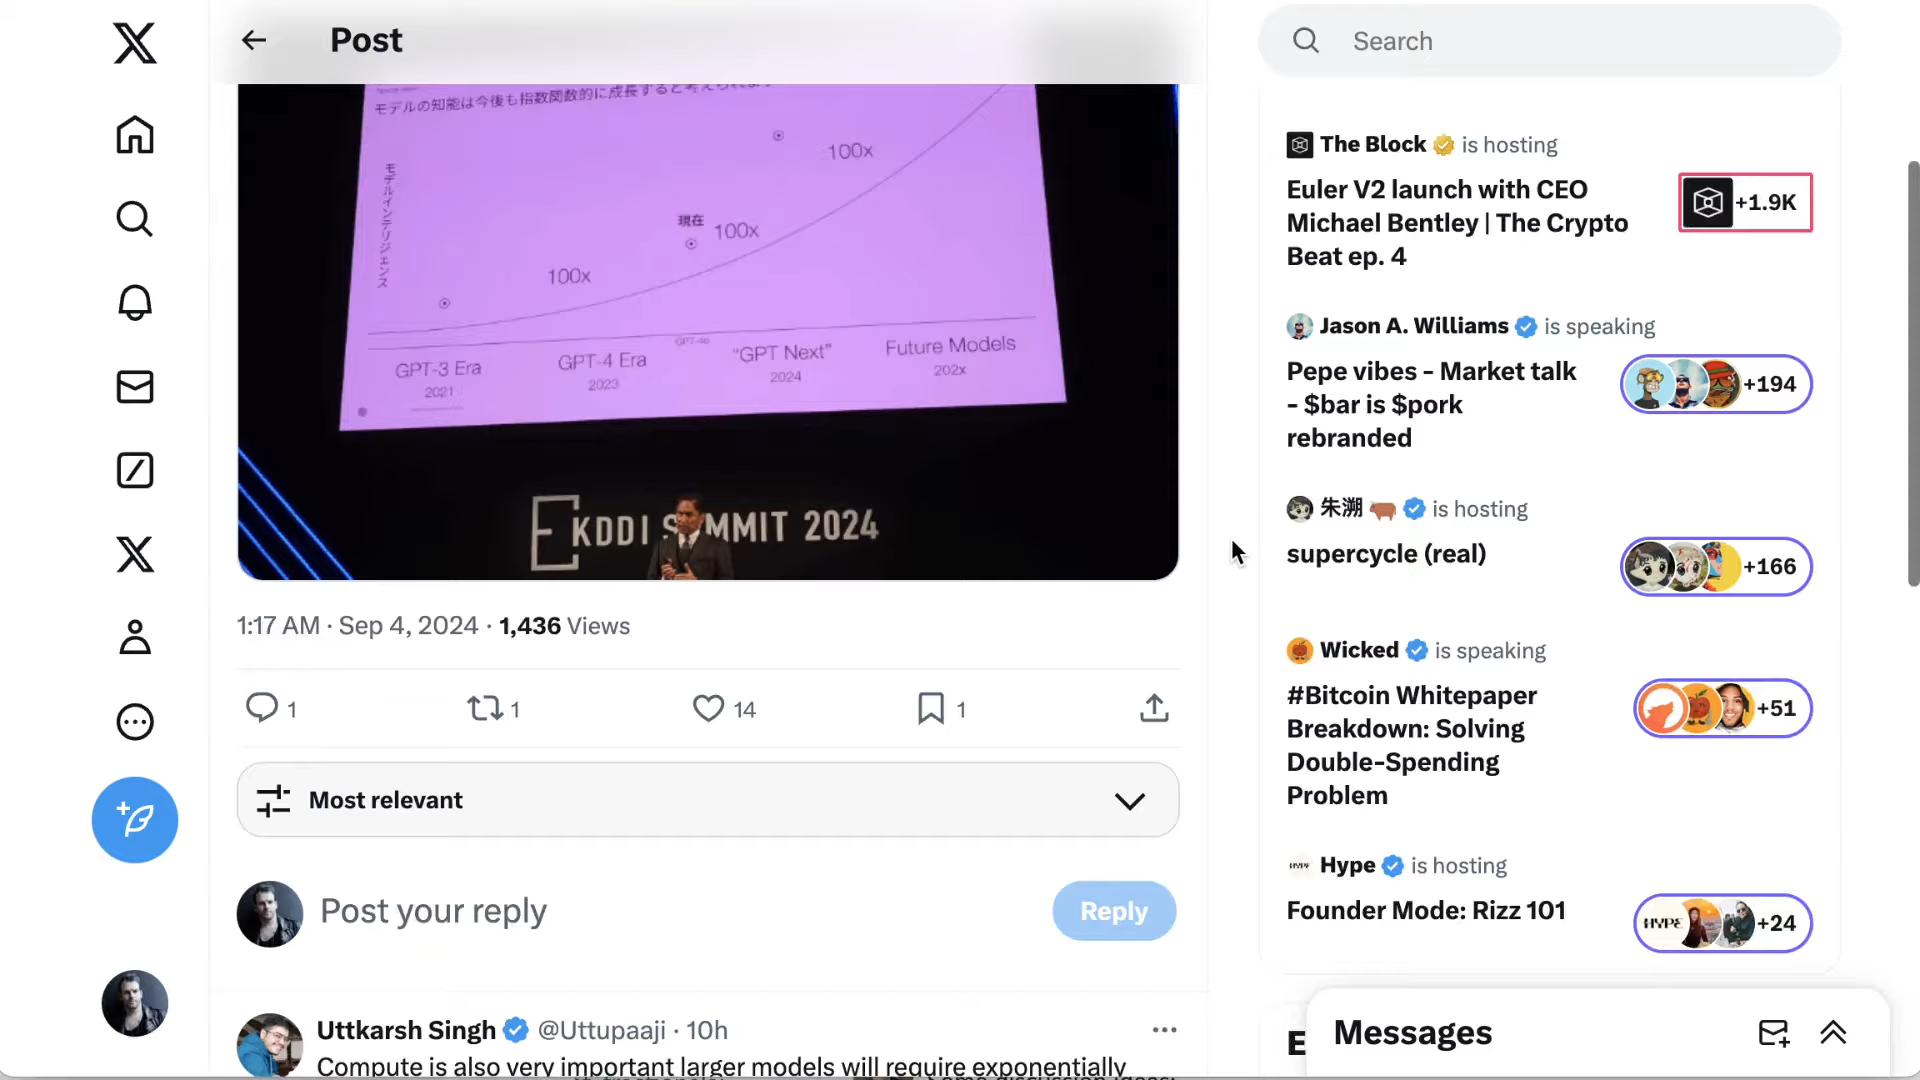 Post
Search
モデルの知能は今後も指数関数的に成長すると考えられます
モデルインテリジェンス
100x
現在
100x
100x
GPT-3 Era
2021
GPT-4 Era
2023
GPT-4o
“GPT Next”
2024
Future Models
202x
KDDI SUMMIT 2024
1:17 AM · Sep 4, 2024 · 1,436 Views
1
1
14
1
Most relevant
Post your reply
Reply
Uttkarsh Singh @Uttupaaji · 10h
Compute is also very important larger models will require exponentially
The Block is hosting
Euler V2 launch with CEO
Michael Bentley | The Crypto
Beat ep. 4
+1.9K
Jason A. Williams is speaking
Pepe vibes - Market talk
- $bar is $pork
rebranded
+194
朱溯 is hosting
supercycle (real)
+166
Wicked is speaking
#Bitcoin Whitepaper
Breakdown: Solving
Double-Spending
Problem
+51
HYPE Hype is hosting
Founder Mode: Rizz 101
HYPE
+24
E
Messages